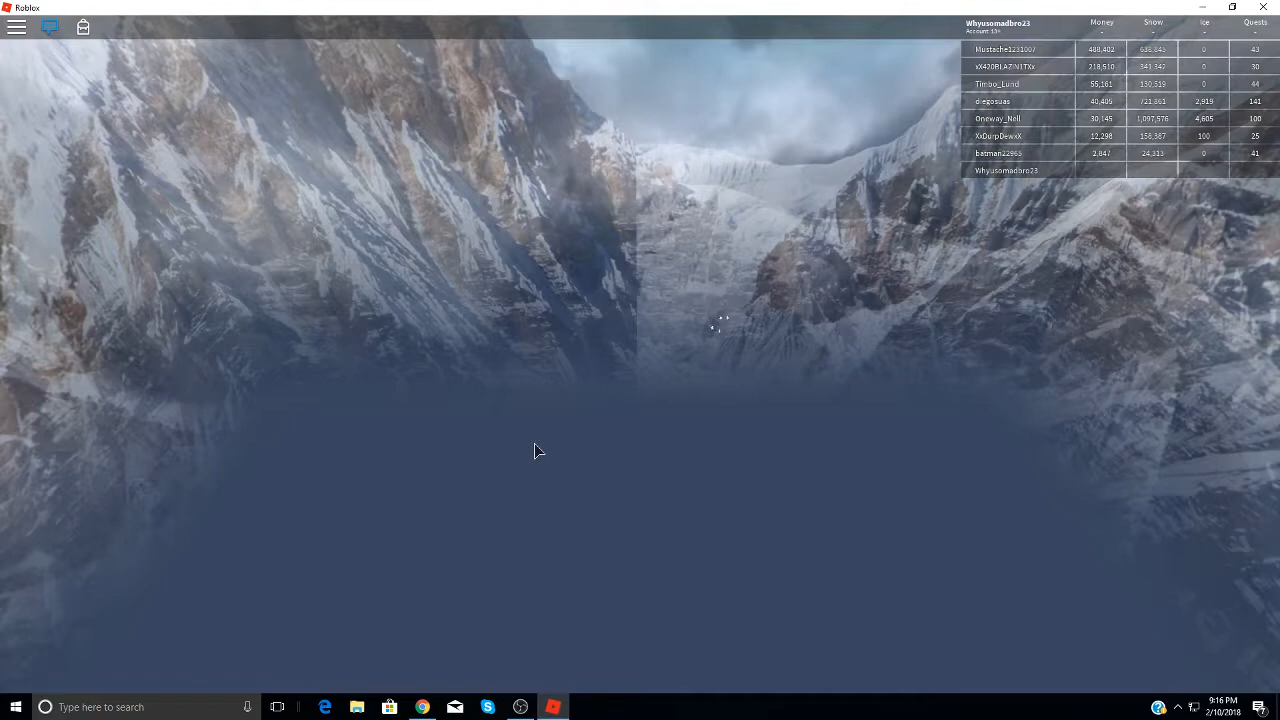 Roblox
Whyusomadbro23 Money Snow Ice Quests
Account: 13+ - - - -
Mustache1231007 488,402 638,845 0 43
xX420BLAZIN1TXx 218,510 341,342 0 30
Timbo_Lund 55,161 130,519 0 44
diegosuas 40,405 721,861 2,919 141
Oneway_Nell 30,145 1,097,576 4,605 100
XxDurpDewxX 12,298 158,387 100 25
batman22965 2,847 24,313 0 41
Whyusomadbro23
Type here to search
9:16 PM
2/10/2018